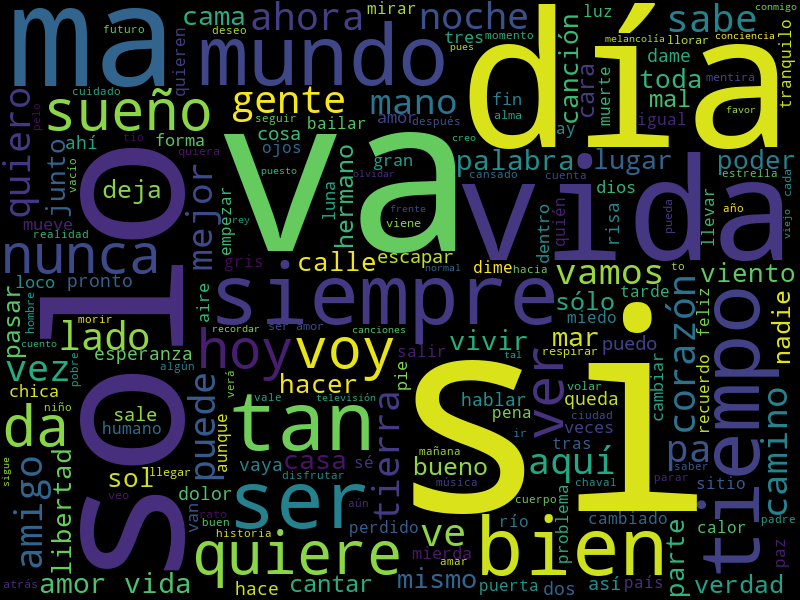 ma
mundo
día
va
vida
si
solo
siempre
tiempo
sueño
nunca
hoy
voy
tan
ser
bien
quiere
da
ver
futuro
cama
ahora
mirar
noche
deseo
quieren
tres
momento
pues
luz
melancolía
llorar
conmigo
conciencia
sabe
canción
cara
muerte
dame
toda
mal
igual
mentira
favor
tranquilo
cuidado
gente
mano
fin
alma
seguir
bailar
amor
después
cosa
ojos
ay
creo
quiero
pelo
tío
ahí
forma
junto
vacío
quiera
deja
mejor
empezar
puesto
luna
hermano
gran
olvidar
rey
cansado
palabra
cuenta
lugar
poder
dios
estrella
cada
año
viejo
llevar
pueda
quién
risa
dentro
frente
viene
mueve
realidad
gris
calle
escapar
dime
hacia
normal
vamos
to
viento
loco
pronto
aire
sólo
tarde
miedo
feliz
nadie
pasar
hombre
morir
recordar
ser amor
canciones
lado
cuento
pobre
algún
esperanza
verá
salir
tal
respirar
vivir
mar
puedo
corazón
recuerdo
vez
chica
niño
vale
televisión
hacer
pie
volar
hablar
queda
cambiar
pena
ciudad
veces
sale
humano
puede
aunque
mañana
ir
tras
saber
pa
camino
sol
llegar
vaya
casa
sé
tierra
bueno
aquí
parar
sitio
amigo
libertad
veo
dolor
disfrutar
aún
música
cuerpo
chaval
problema
padre
sigue
van
rato
buen
historia
perdido
ve
río
cambiado
parte
calor
paz
mierda
amar
atrás
amor vida
hace
cantar
mismo
puerta
dos
así
país
verdad